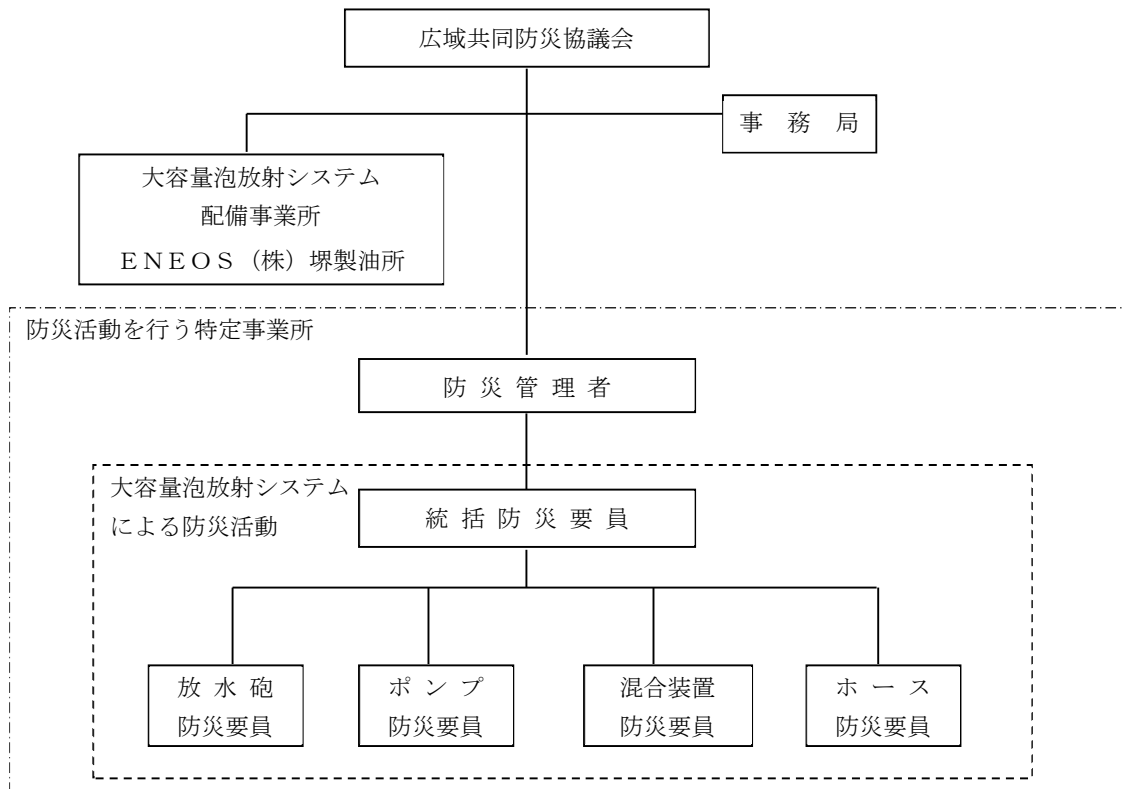 広域共同防災協議会
事　務　局
大容量泡放射システム
配備事業所
ＥＮＥＯＳ（株）堺製油所
防災活動を行う特定事業所
防 災 管 理 者
大容量泡放射システム
による防災活動
統 括 防 災 要 員
放 水 砲
防災要員
ポ ン プ
防災要員
混合装置
防災要員
ホ ー ス
防災要員